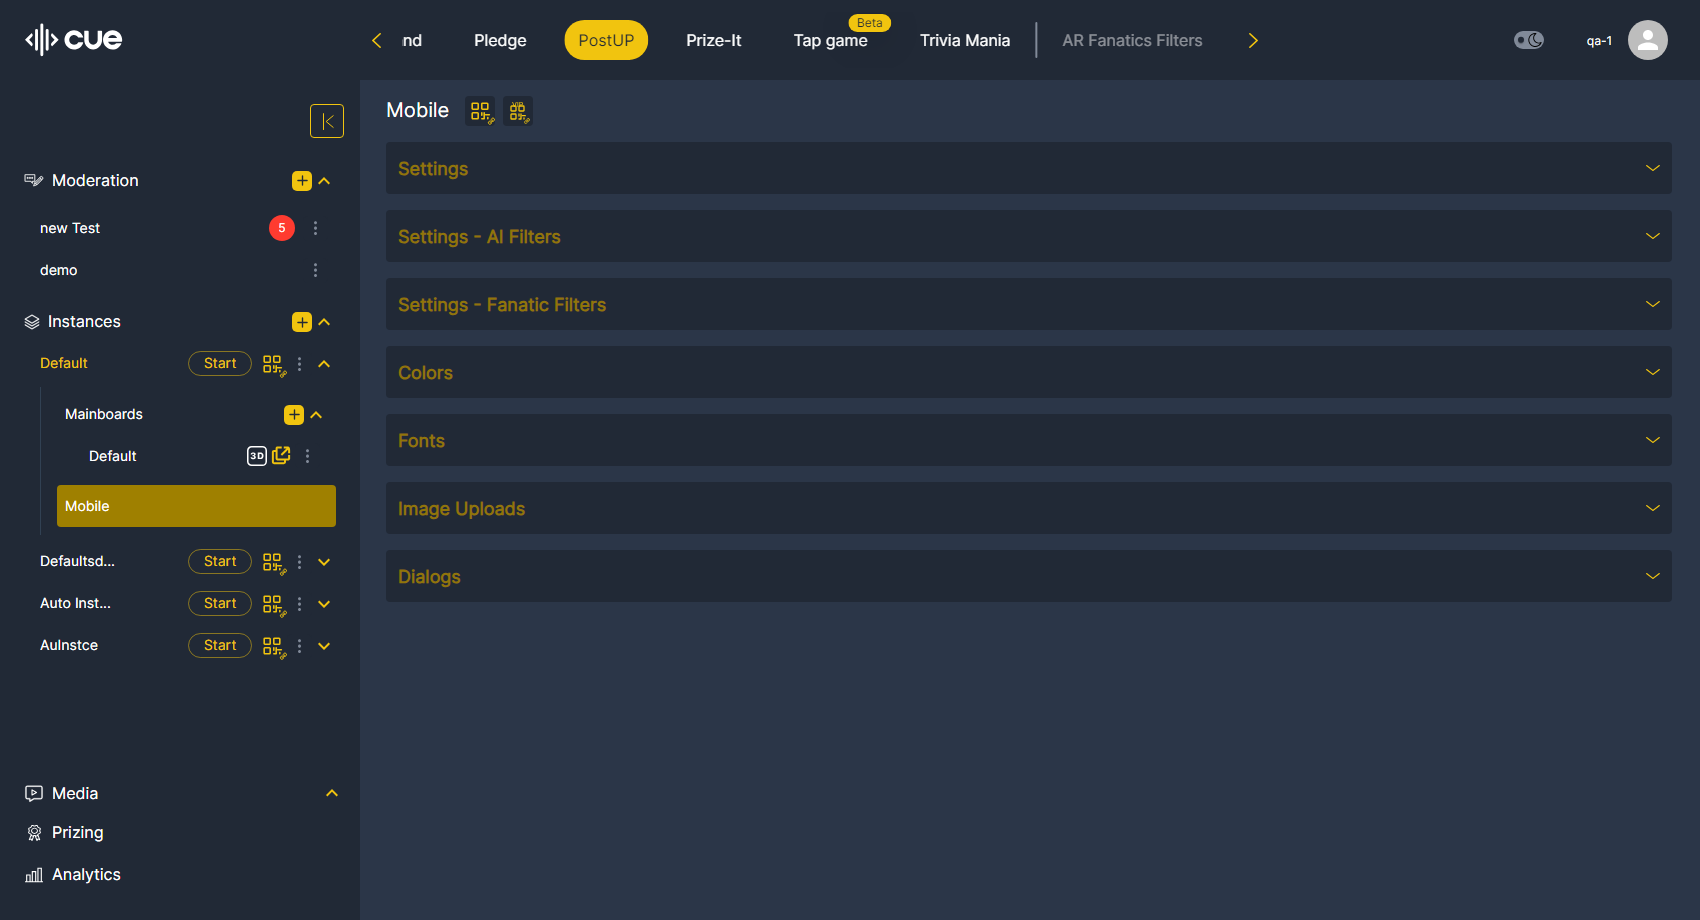 cue
nd
Pledge
PostUP
Prize-It
Tap game
Beta
Trivia Mania
AR Fanatics Filters
qa-1
Moderation
new Test
5
demo
Instances
Default
Start
Mainboards
Default
3D
Mobile
Defaultsd...
Start
Auto Inst...
Start
AuInstce
Start
Media
Prizing
Analytics
Mobile
Settings
Settings - AI Filters
Settings - Fanatic Filters
Colors
Fonts
Image Uploads
Dialogs